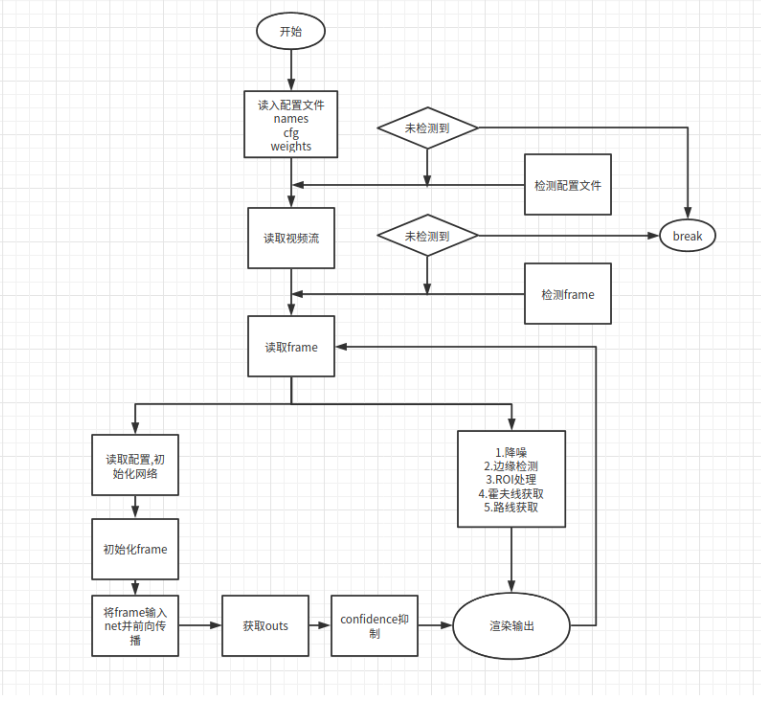 开始
读入配置文件
names
cfg
weights
未检测到
检测配置文件
读取视频流
未检测到
break
检测frame
读取frame
读取配置,初
始化网络
1.降噪
2.边缘检测
3.ROI处理
4.霍夫线获取
5.路线获取
初始化frame
将frame输入
net并前向传
播
获取outs
confidence抑
制
渲染输出